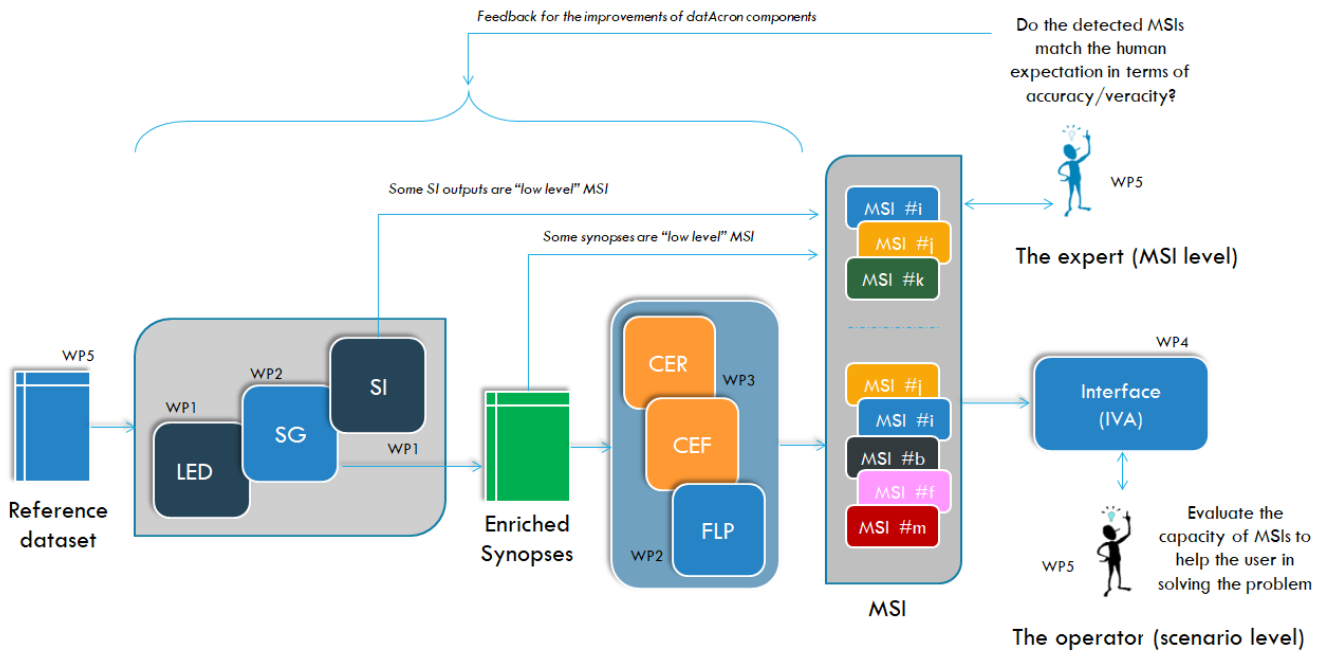 Feedback for the improvements of datAcron components
Do the detected MSIs
match the human
expectation in terms of
accuracy/veracity?
WP5
The expert (MSI level)
Some SI outputs are “low level” MSI
Some synopses are “low level” MSI
MSI #i
MSI #j
MSI #k
WP5
Reference
dataset
WP1
LED
WP2
SG
SI
WP1
Enriched
Synopses
CER
WP3
CEF
WP2
FLP
MSI #j
MSI #i
MSI #b
MSI #f
MSI #m
MSI
WP4
Interface
(IVA)
WP5
Evaluate the
capacity of MSIs to
help the user in
solving the problem
The operator (scenario level)